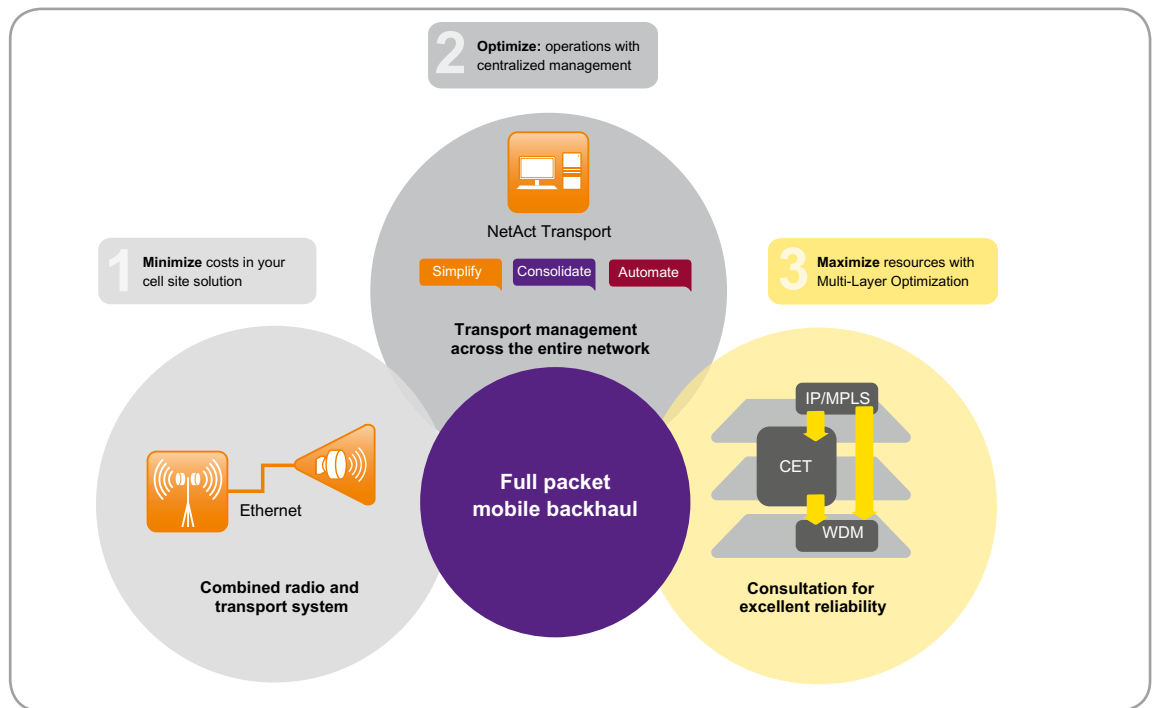 2
Optimize: operations with
centralized management
NetAct Transport
Simplify
Consolidate
Automate
Transport management
across the entire network
1
Minimize costs in your
cell site solution
Ethernet
Combined radio and
transport system
Full packet
mobile backhaul
3
Maximize resources with
Multi-Layer Optimization
IP/MPLS
CET
WDM
Consultation for
excellent reliability